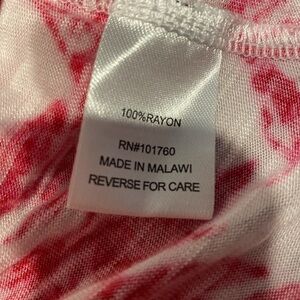 100%RAYON
RN#101760
MADE IN MALAWI
REVERSE FOR CARE